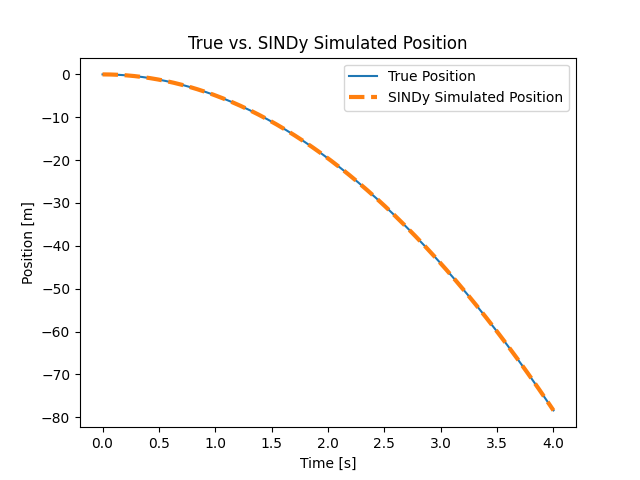 True vs. SINDy Simulated Position
True Position
SINDy Simulated Position
Position [m]
0
−10
−20
−30
−40
−50
−60
−70
−80
0.0 0.5 1.0 1.5 2.0 2.5 3.0 3.5 4.0
Time [s]